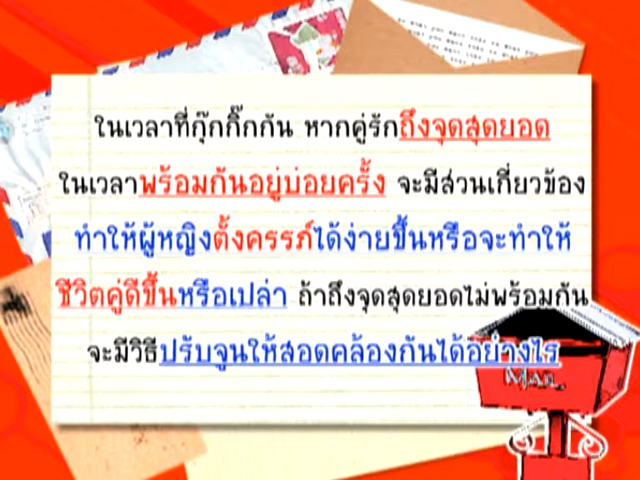 ในเวลาที่กุ๊กกิ๊กกัน หากคู่รักถึงจุดสุดยอด
ในเวลาพร้อมกันอยู่บ่อยครั้ง จะมีส่วนเกี่ยวข้อง
ทำให้ผู้หญิงตั้งครรภ์ได้ง่ายขึ้นหรือจะทำให้
ชีวิตคู่ดีขึ้นหรือเปล่า ถ้าถึงจุดสุดยอดไม่พร้อมกัน
จะมีวิธีปรับจูนให้สอดคล้องกันได้อย่างไร
MAIL